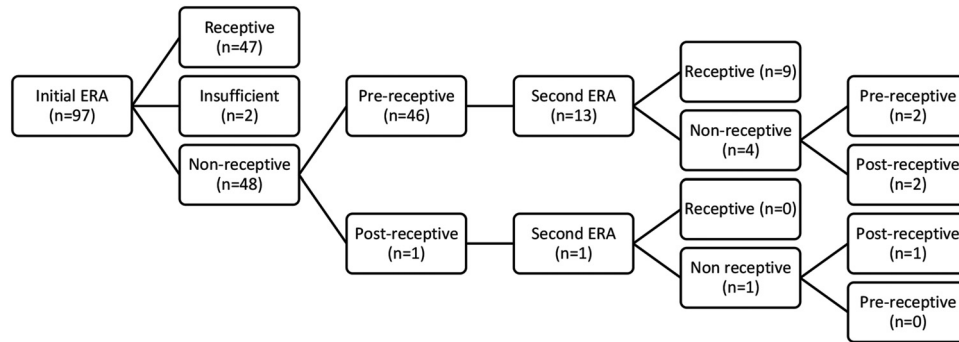 Initial ERA
(n=97)
Receptive
(n=47)
Insufficient
(n=2)
Non-receptive
(n=48)
Pre-receptive
(n=46)
Post-receptive
(n=1)
Second ERA
(n=13)
Second ERA
(n=1)
Receptive (n=9)
Non-receptive
(n=4)
Receptive (n=0)
Non receptive
(n=1)
Pre-receptive
(n=2)
Post-receptive
(n=2)
Post-receptive
(n=1)
Pre-receptive
(n=0)